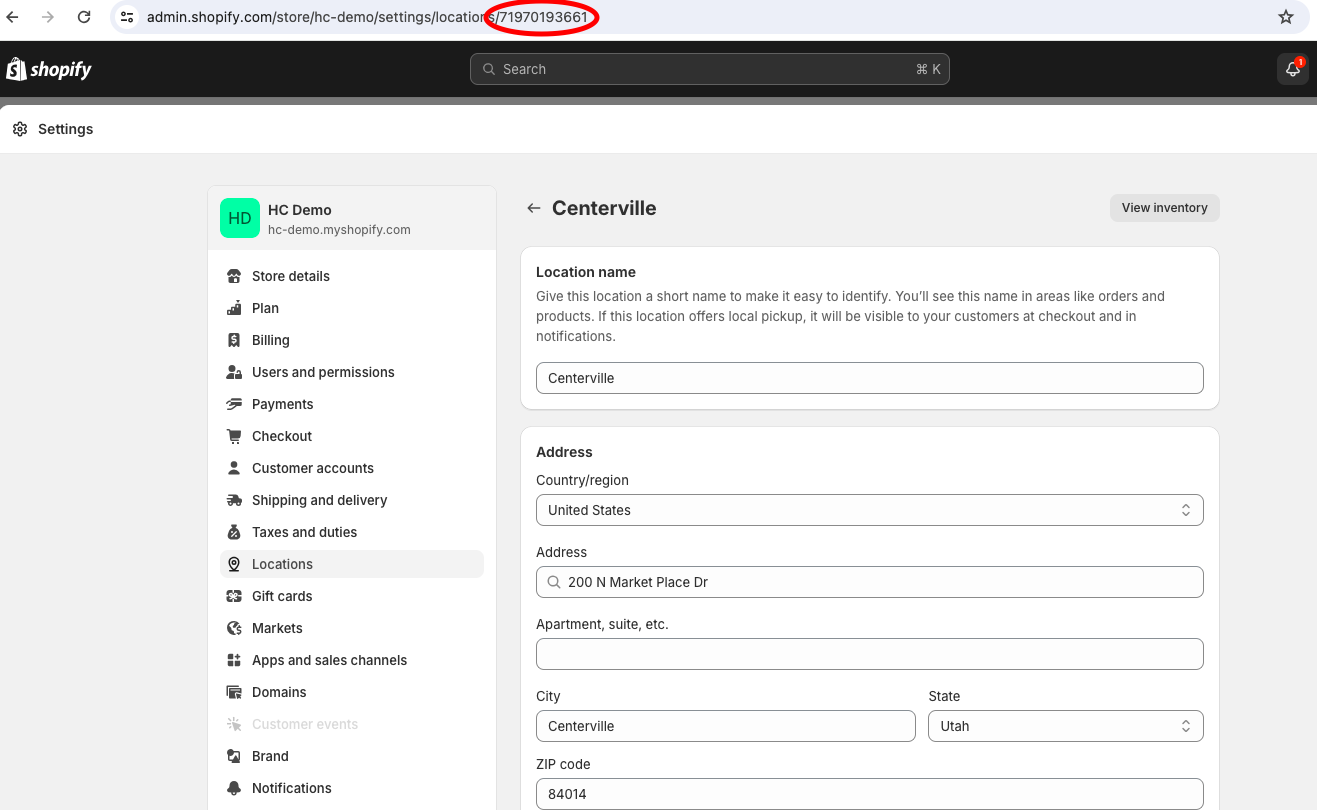 admin.shopify.com/store/hc-demo/settings/locations/71970193661
shopify
Search
⌘ K
1
Settings
HD
HC Demo
hc-demo.myshopify.com
Store details
Plan
Billing
Users and permissions
Payments
Checkout
Customer accounts
Shipping and delivery
Taxes and duties
Locations
Gift cards
Markets
Apps and sales channels
Domains
Customer events
Brand
Notifications
Centerville
View inventory
Location name
Give this location a short name to make it easy to identify. You’ll see this name in areas like orders and
products. If this location offers local pickup, it will be visible to your customers at checkout and in
notifications.
Centerville
Address
Country/region
United States
Address
200 N Market Place Dr
Apartment, suite, etc.
City
State
Centerville
Utah
ZIP code
84014